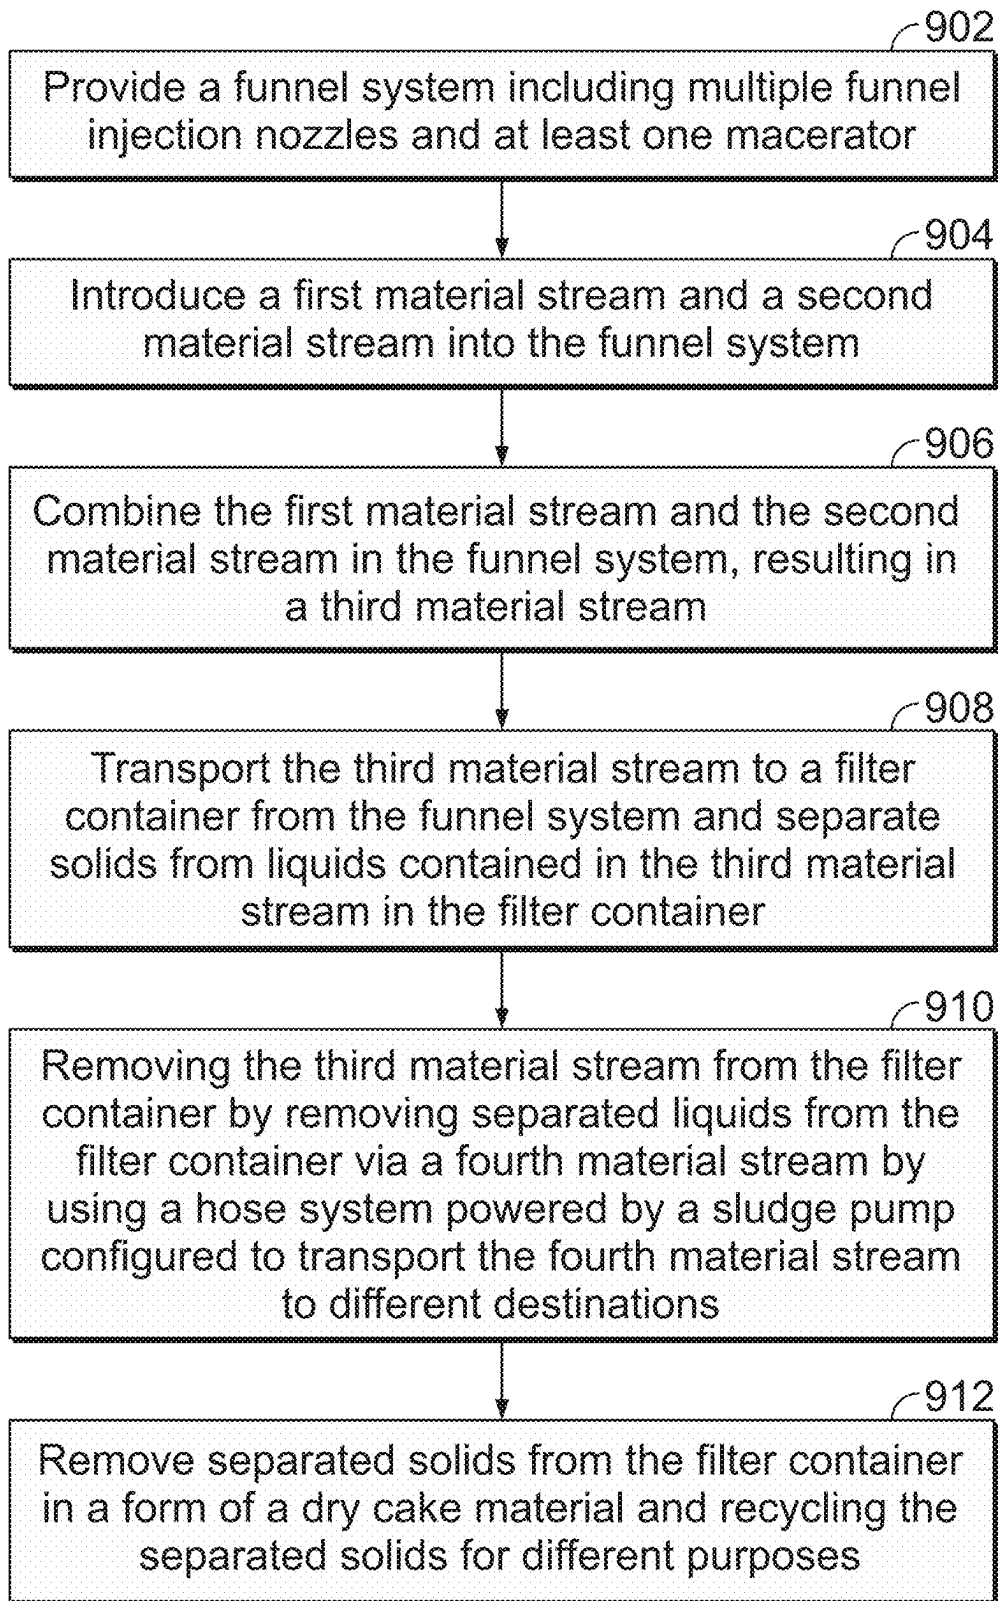 902
Provide a funnel system including multiple funnel
injection nozzles and at least one macerator
904
Introduce a first material stream and a second
material stream into the funnel system
906
Combine the first material stream and the second
material stream in the funnel system, resulting in
a third material stream
908
Transport the third material stream to a filter
container from the funnel system and separate
solids from liquids contained in the third material
stream in the filter container
910
Removing the third material stream from the filter
container by removing separated liquids from the
filter container via a fourth material stream by
using a hose system powered by a sludge pump
configured to transport the fourth material stream
to different destinations
912
Remove separated solids from the filter container
in a form of a dry cake material and recycling the
separated solids for different purposes